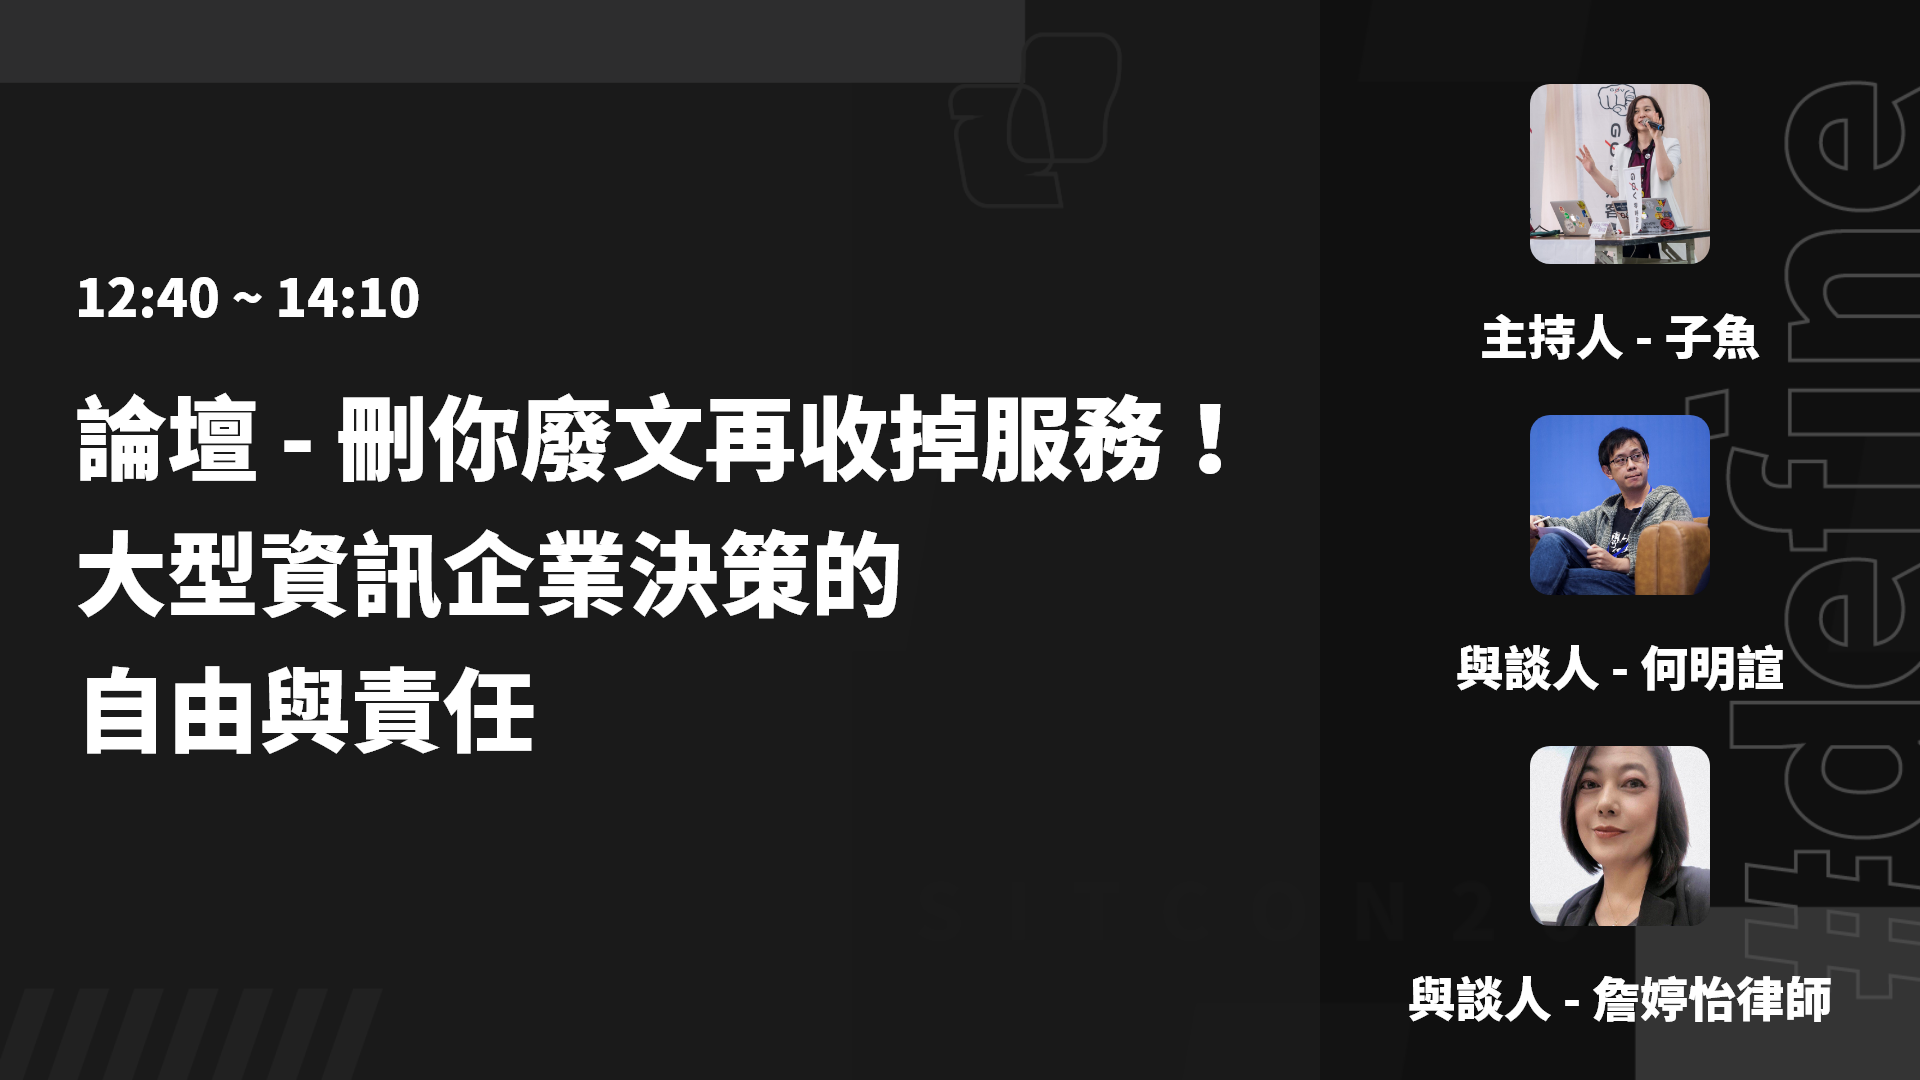 12:40 ~ 14:10
論壇 - 刪你廢文再收掉服務！
大型資訊企業決策的
自由與責任
主持人 - 子魚
與談人 - 何明諠
與談人 - 詹婷怡律師
#define
SITCON2